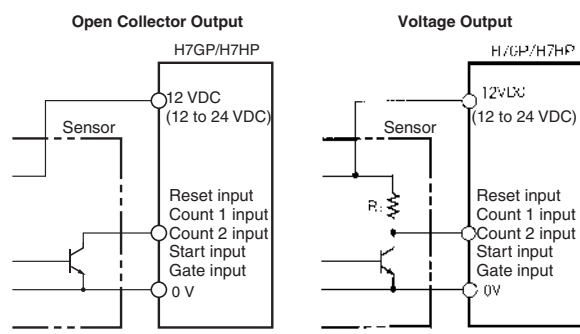 Open Collector Output
H7GP/H7HP
12 VDC
(12 to 24 VDC)
Sensor
Reset input
Count 1 input
Count 2 input
Start input
Gate input
0 V
Voltage Output
H7GP/H7HP
12VDC
(12 to 24 VDC)
Sensor
Reset input
Count 1 input
Count 2 input
Start input
Gate input
0V